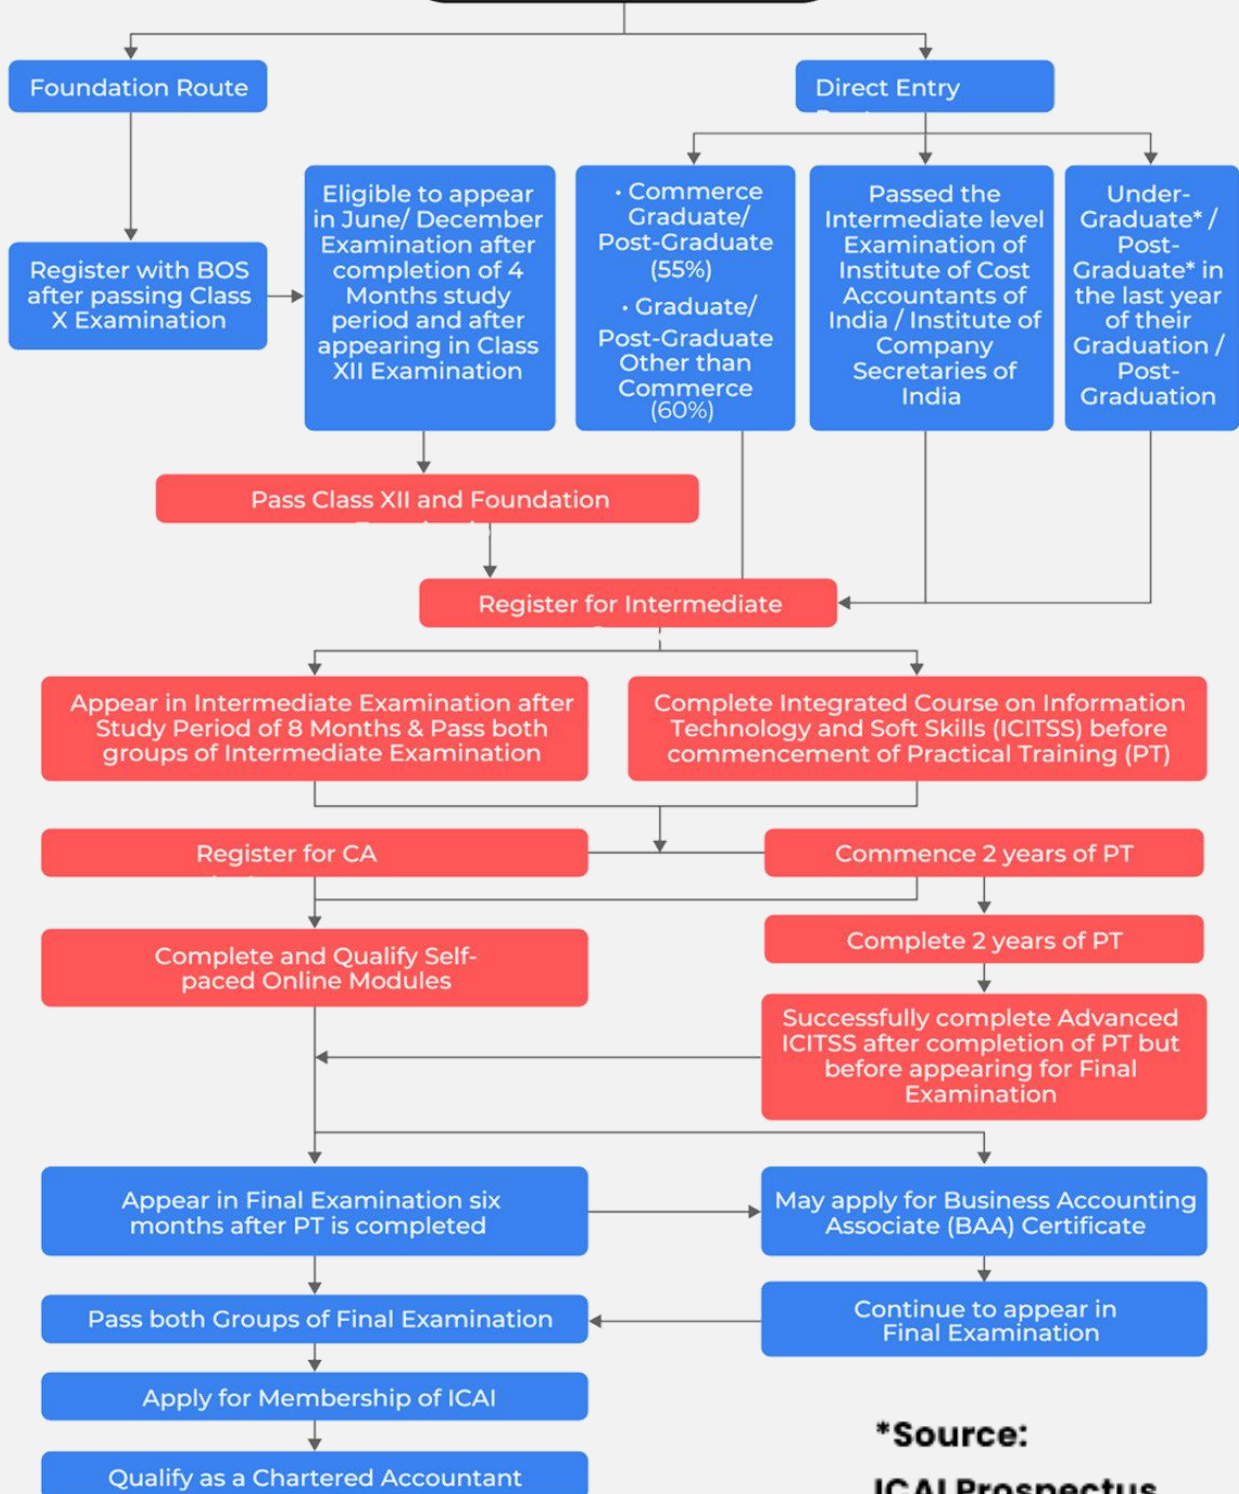 Foundation Route
Direct Entry
Register with BOS
after passing Class
X Examination
Eligible to appear
in June/ December
Examination after
completion of 4
Months study
period and after
appearing in Class
XII Examination
• Commerce
Graduate/
Post-Graduate
(55%)
• Graduate/
Post-Graduate
Other than
Commerce
(60%)
Passed the
Intermediate level
Examination of
Institute of Cost
Accountants of
India / Institute of
Company
Secretaries of
India
Under-
Graduate* /
Post-
Graduate* in
the last year
of their
Graduation /
Post-
Graduation
Pass Class XII and Foundation
Register for Intermediate
Appear in Intermediate Examination after
Study Period of 8 Months & Pass both
groups of Intermediate Examination
Complete Integrated Course on Information
Technology and Soft Skills (ICITSS) before
commencement of Practical Training (PT)
Register for CA
Commence 2 years of PT
Complete and Qualify Self-
paced Online Modules
Complete 2 years of PT
Successfully complete Advanced
ICITSS after completion of PT but
before appearing for Final
Examination
Appear in Final Examination six
months after PT is completed
May apply for Business Accounting
Associate (BAA) Certificate
Pass both Groups of Final Examination
Continue to appear in
Final Examination
Apply for Membership of ICAI
Qualify as a Chartered Accountant
*Source:
ICAI Prospectus